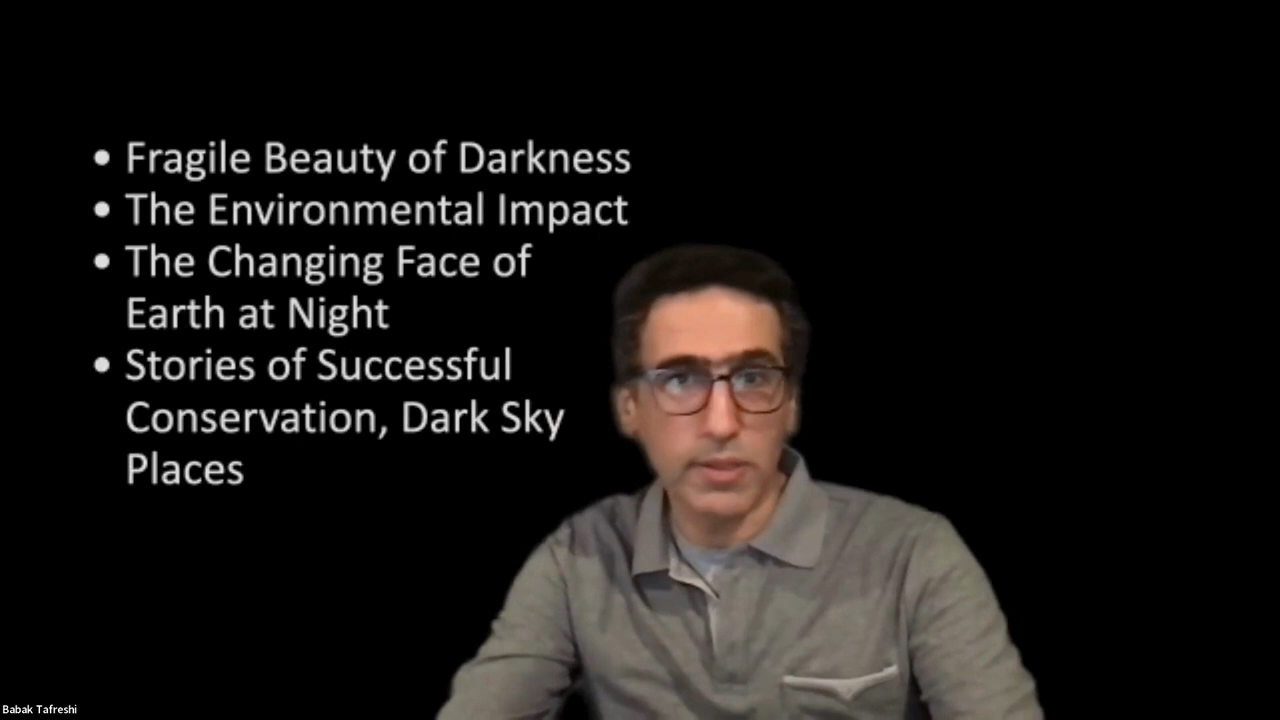 • Fragile Beauty of Darkness
• The Environmental Impact
• The Changing Face of
Earth at Night
• Stories of Successful
Conservation, Dark Sky
Places
Babak Tafreshi